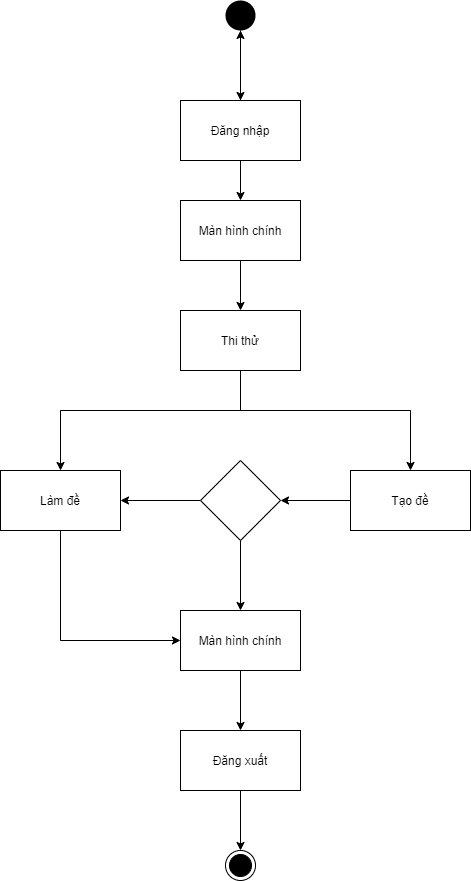 Đăng nhập
Màn hình chính
Thi thử
Làm đề
Tạo đề
Màn hình chính
Đăng xuất